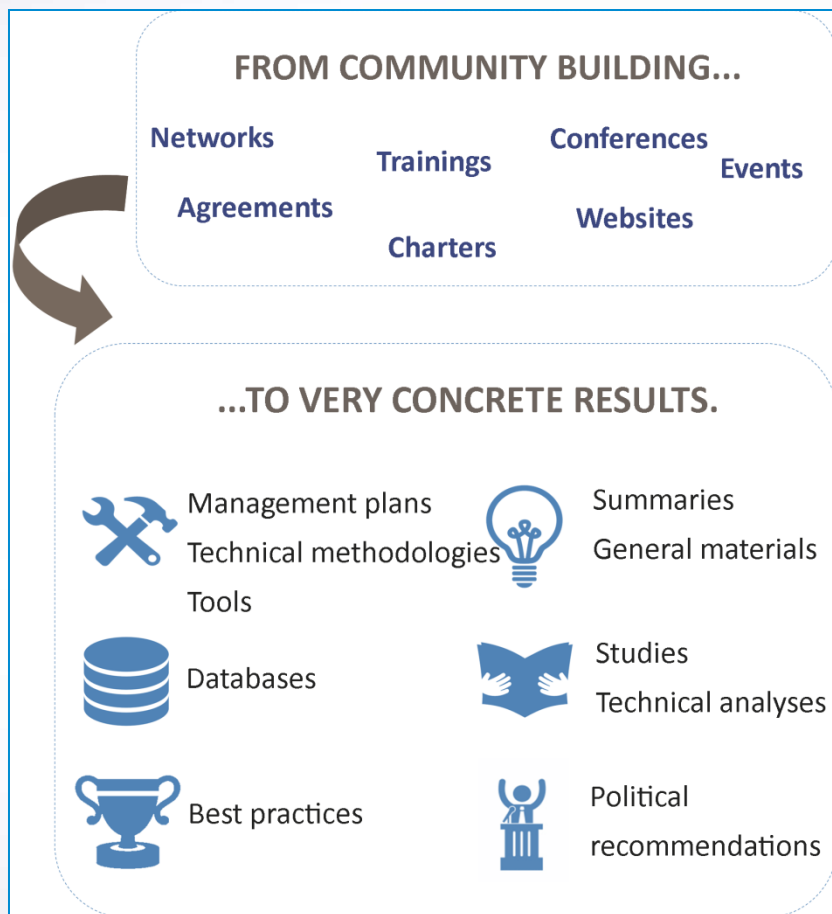 FROM COMMUNITY BUILDING...
Networks
Trainings
Conferences
Events
Agreements
Charters
Websites
...TO VERY CONCRETE RESULTS.
Management plans
Technical methodologies
Tools
Summaries
General materials
Databases
Studies
Technical analyses
Best practices
Political
recommendations